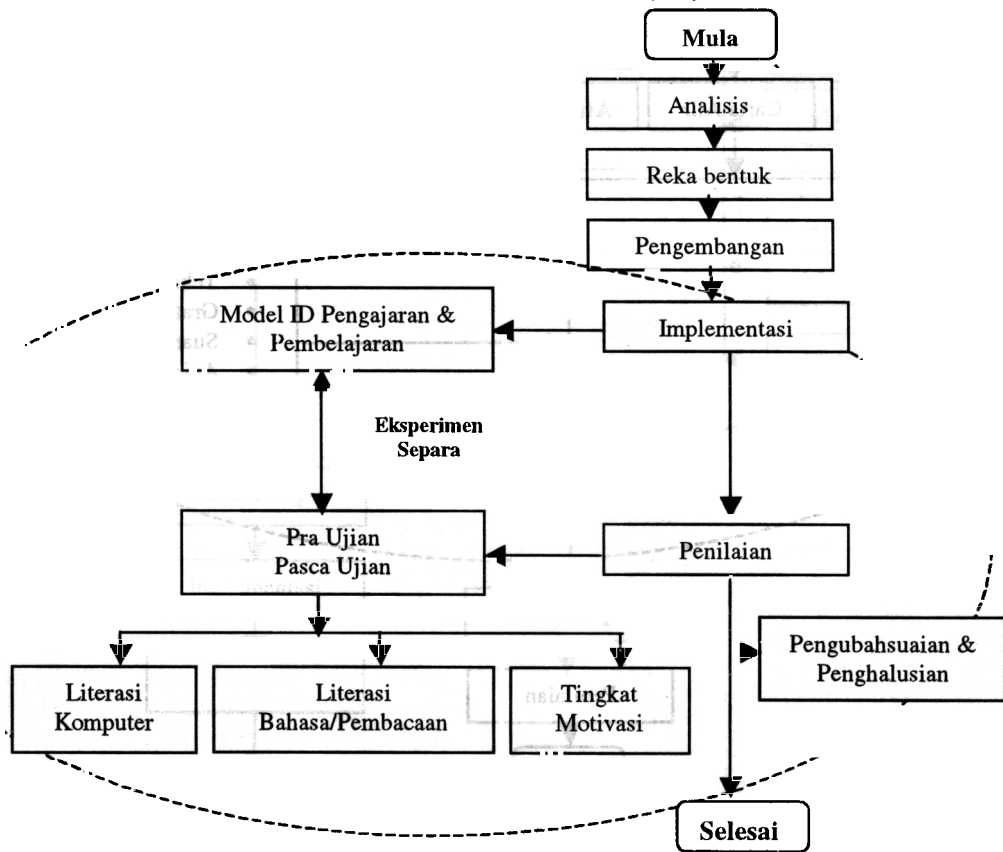 Mula
Analisis
Reka bentuk
Pengembangan
Model ID Pengajaran &
Pembelajaran
Implementasi
Eksperimen
Separa
Pra Ujian
Pasca Ujian
Penilaian
Pengubahsuaian &
Penghalusian
Literasi
Komputer
Literasi
Bahasa/Pembacaan
Tingkat
Motivasi
Selesai